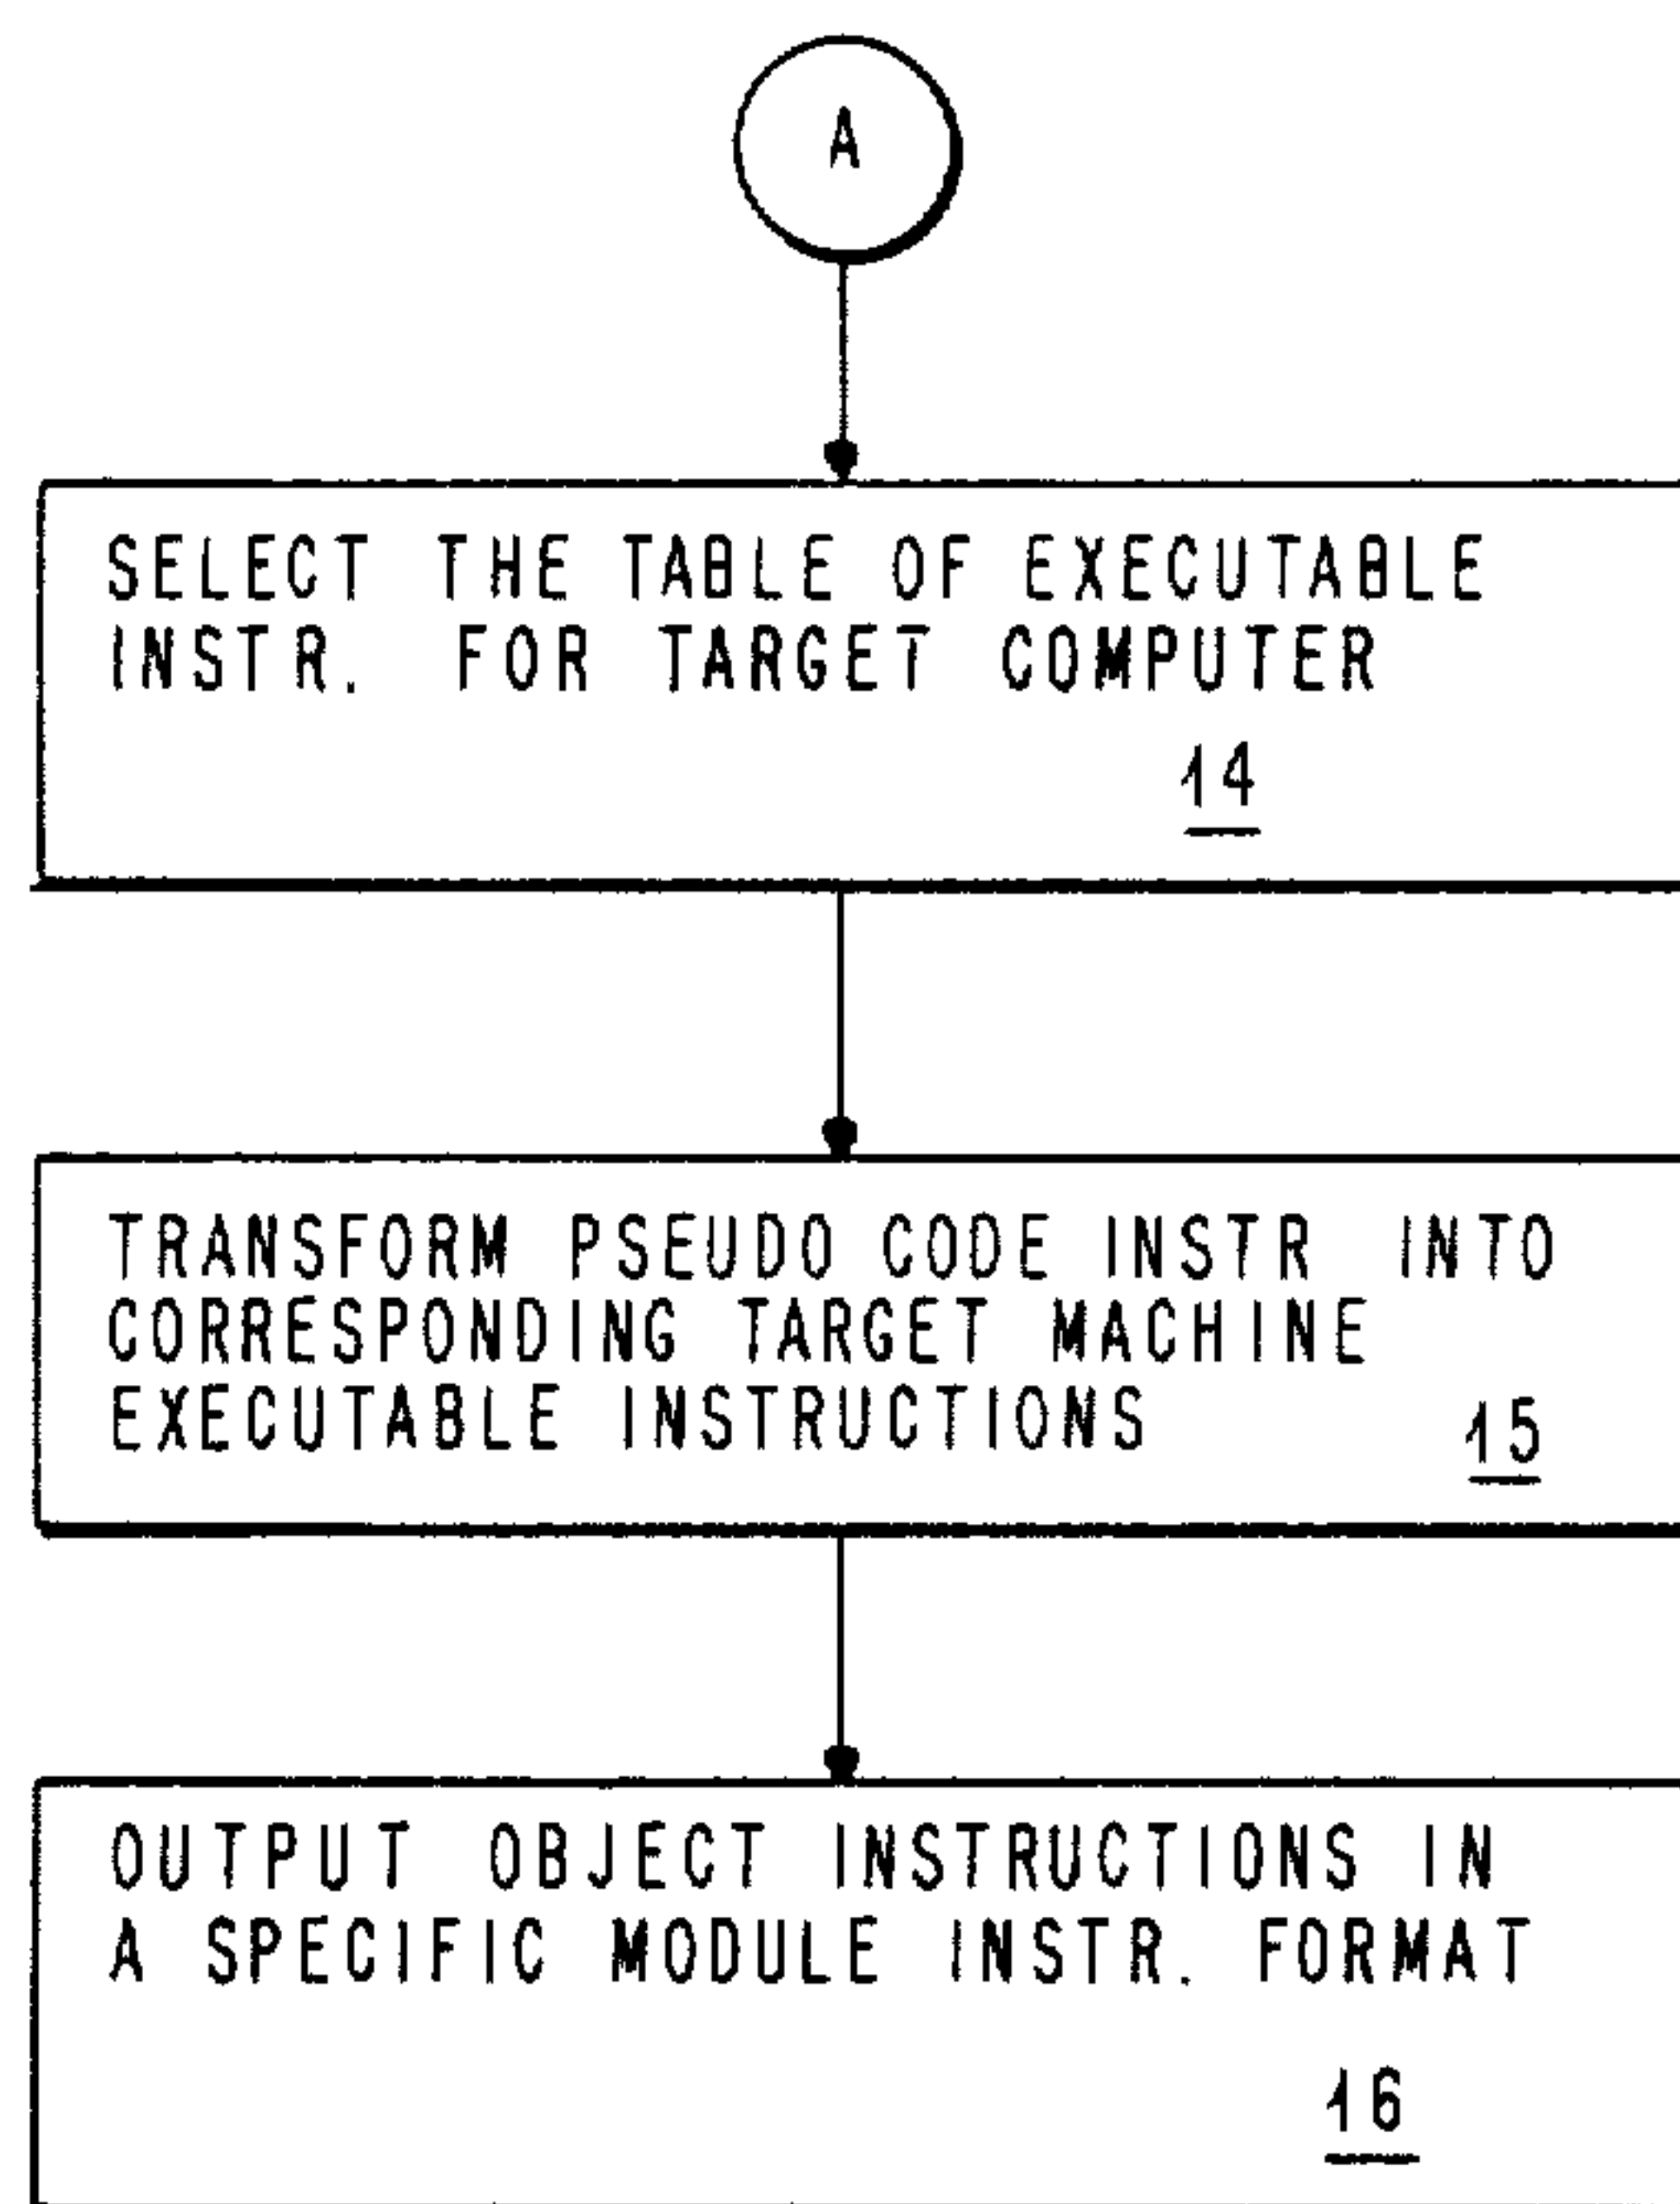 A
SELECT THE TABLE OF EXECUTABLE
INSTR. FOR TARGET COMPUTER
14
TRANSFORM PSEUDO CODE INSTR INTO
CORRESPONDING TARGET MACHINE
EXECUTABLE INSTRUCTIONS
15
OUTPUT OBJECT INSTRUCTIONS IN
A SPECIFIC MODULE INSTR. FORMAT
16